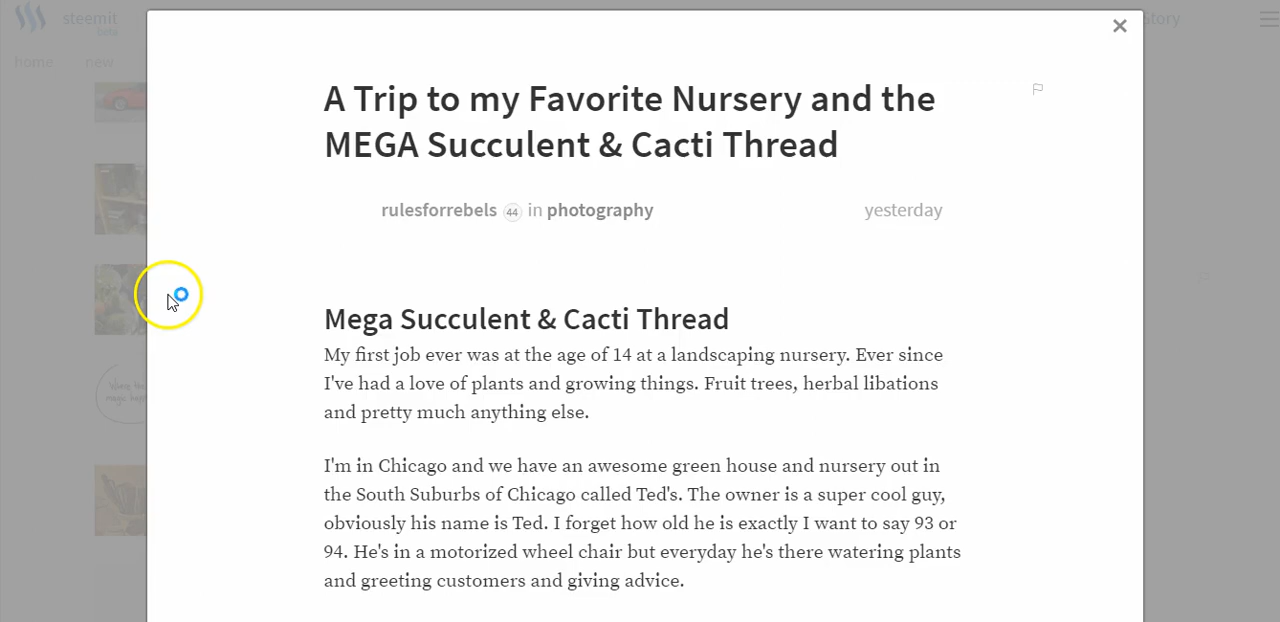 steemit
beta
Story
home new
A Trip to my Favorite Nursery and the
MEGA Succulent & Cacti Thread
rulesforrebels 44 in photography yesterday
Mega Succulent & Cacti Thread
My first job ever was at the age of 14 at a landscaping nursery. Ever since
I've had a love of plants and growing things. Fruit trees, herbal libations
and pretty much anything else.
I'm in Chicago and we have an awesome green house and nursery out in
the South Suburbs of Chicago called Ted's. The owner is a super cool guy,
obviously his name is Ted. I forget how old he is exactly I want to say 93 or
94. He's in a motorized wheel chair but everyday he's there watering plants
and greeting customers and giving advice.